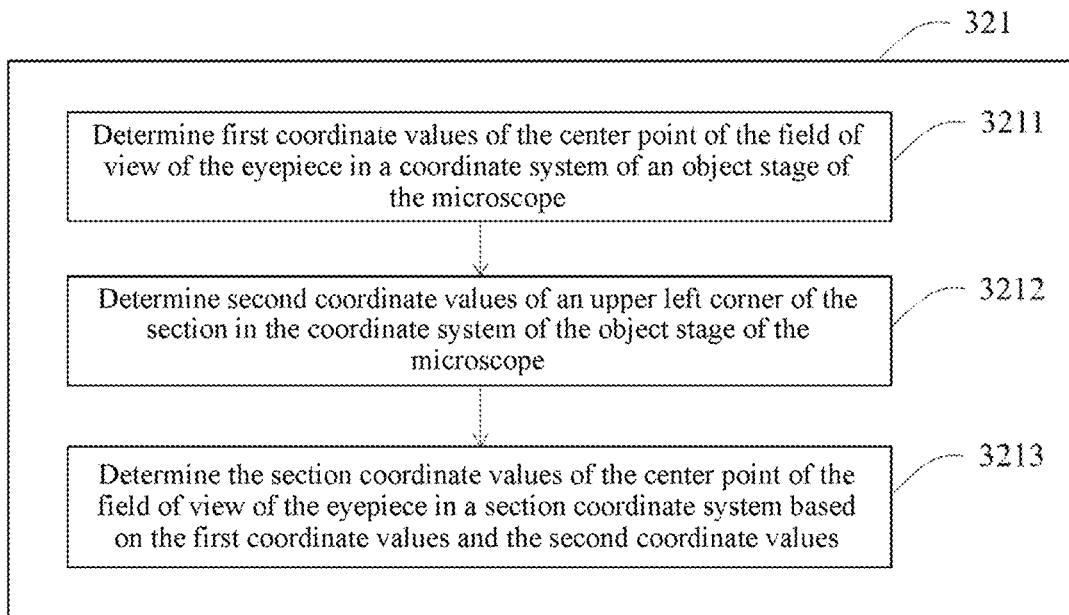 321
Determine first coordinate values of the center point of the field of
view of the eyepiece in a coordinate system of an object stage of
the microscope
3211
Determine second coordinate values of an upper left corner of the
section in the coordinate system of the object stage of the
microscope
3212
Determine the section coordinate values of the center point of the
field of view of the eyepiece in a section coordinate system based
on the first coordinate values and the second coordinate values
3213